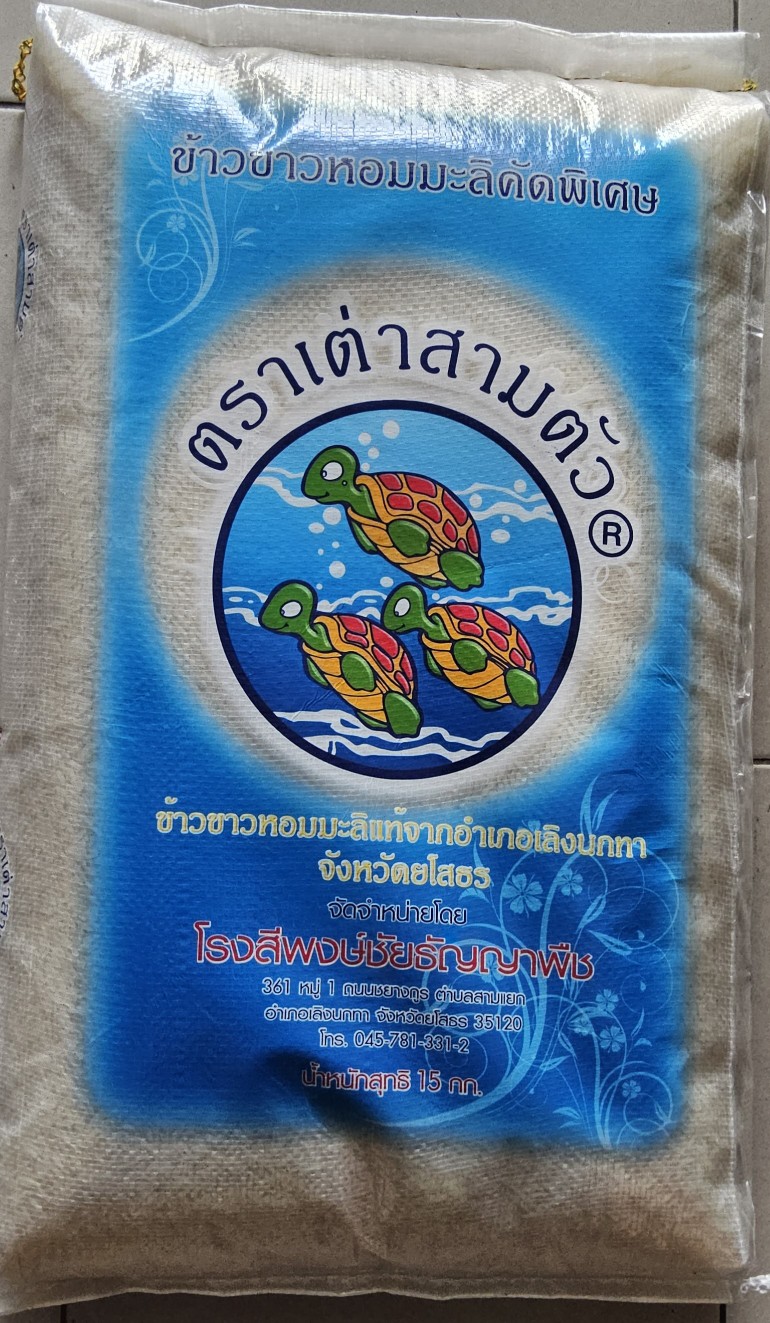 ข้าวขาวหอมมะลิคัดพิเศษ
ตราเต่าสามตัว®
ข้าวขาวหอมมะลิแท้จากอำเภอเลิงนกทา
จังหวัดยโสธร
จัดจำหน่ายโดย
โรงสีพงษ์ชัยธัญญาพืช
361 หมู่ 1 ถนนชยางกูร ตำบลสามแยก
อำเภอเลิงนกทา จังหวัดยโสธร 35120
โทร. 045-781-331-2
น้ำหนักสุทธิ 15 กก.